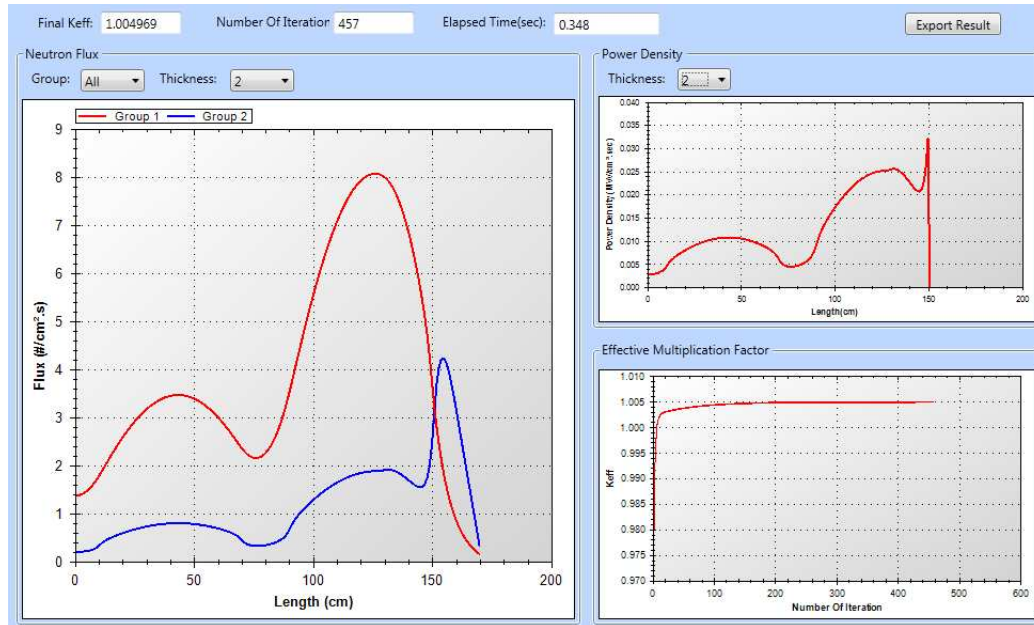 Final Keff: 1.004969 Number Of Iteration 457 Elapsed Time(sec): 0.348 Export Result
Neutron Flux
Group: All Thickness: 2
Group 1 Group 2
9
8
7
6
5
4
3
2
1
0
Flux (#/cm².s)
0 50 100 150 200
Length (cm)
Power Density
Thickness: 2
0.040
0.035
0.030
0.025
0.020
0.015
0.010
0.005
0.000
Power Density (MW/cm³.sec)
0 50 100 150 200
Length(cm)
Effective Multiplication Factor
1.010
1.005
1.000
0.995
0.990
0.985
0.980
0.975
0.970
Keff
0 100 200 300 400 500 600
Number Of Iteration